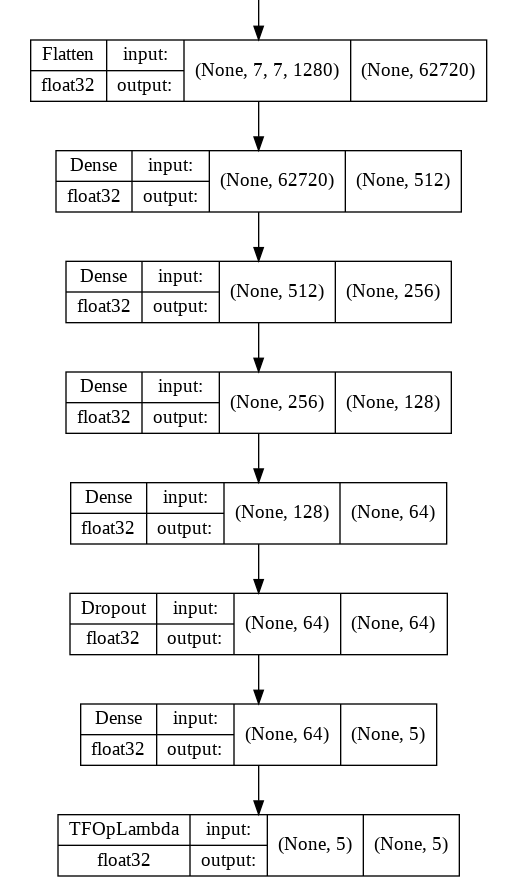 Flatten input: (None, 7, 7, 1280) (None, 62720)
float32 output:
Dense input: (None, 62720) (None, 512)
float32 output:
Dense input: (None, 512) (None, 256)
float32 output:
Dense input: (None, 256) (None, 128)
float32 output:
Dense input: (None, 128) (None, 64)
float32 output:
Dropout input: (None, 64) (None, 64)
float32 output:
Dense input: (None, 64) (None, 5)
float32 output:
TFOpLambda input: (None, 5) (None, 5)
float32 output: